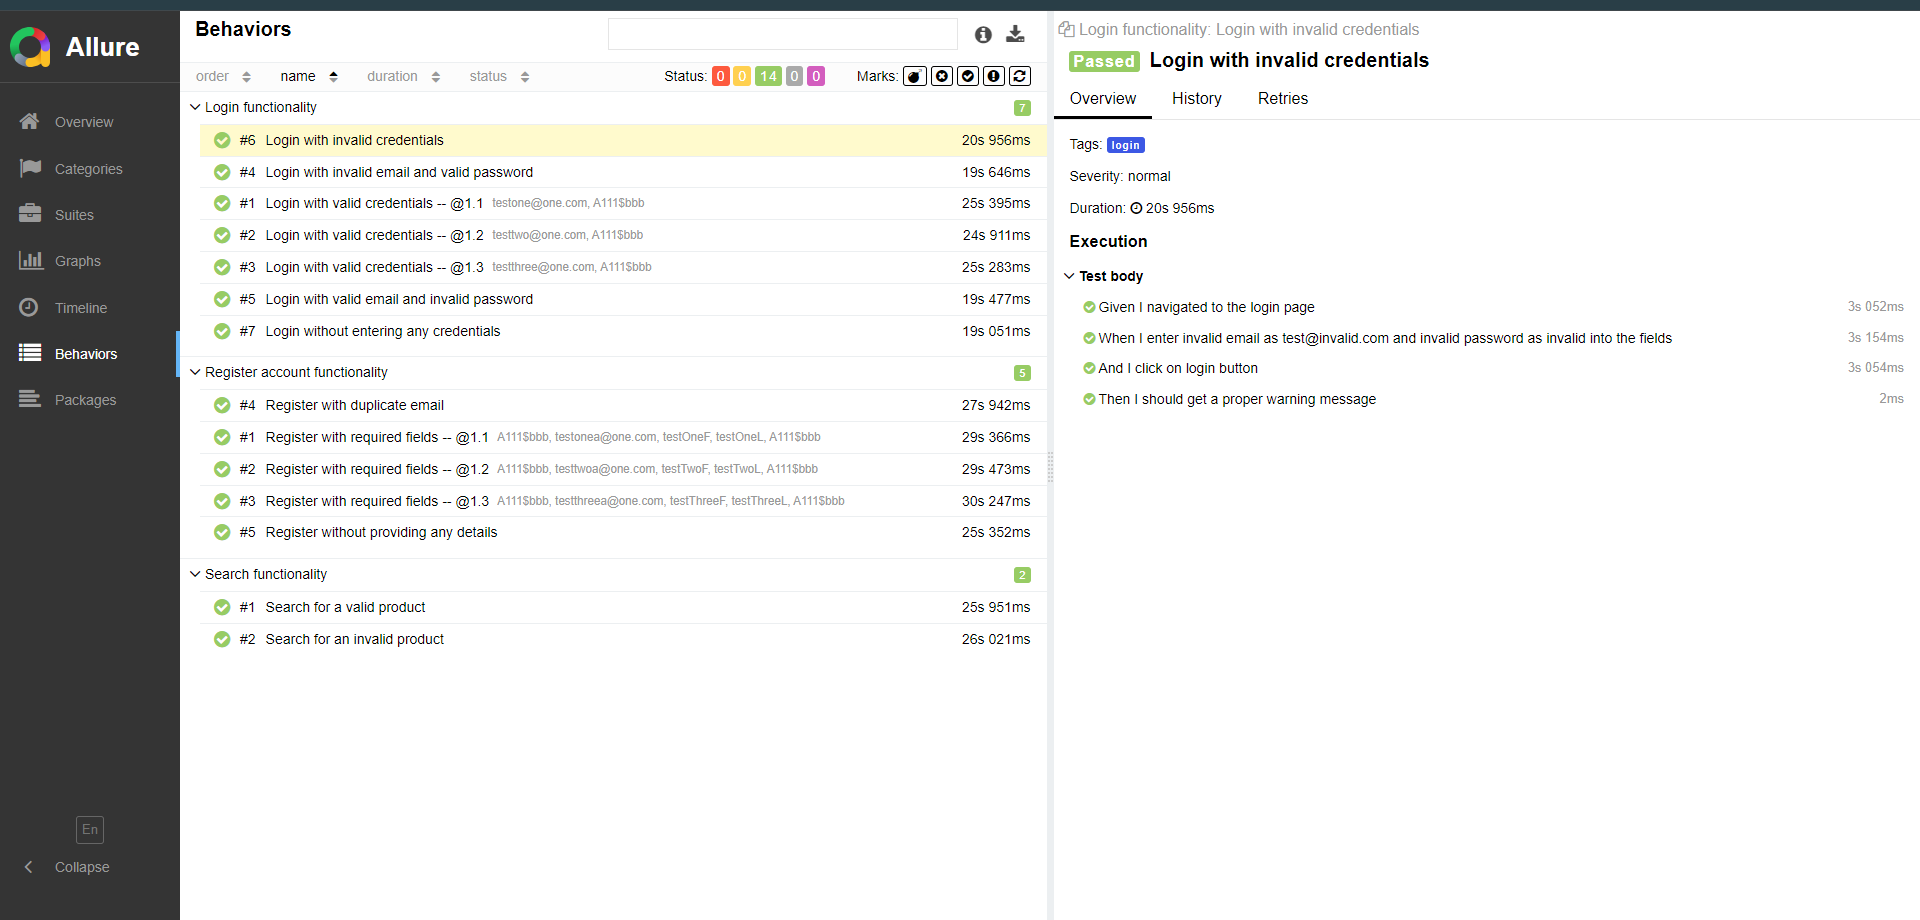 Allure
Overview
Categories
Suites
Graphs
Timeline
Behaviors
Packages
En
Collapse
Behaviors
order name duration status Status: 0 0 14 0 0 Marks:
Login functionality 7
#6 Login with invalid credentials 20s 956ms
#4 Login with invalid email and valid password 19s 646ms
#1 Login with valid credentials -- @1.1 testone@one.com, A111$bbb 25s 395ms
#2 Login with valid credentials -- @1.2 testtwo@one.com, A111$bbb 24s 911ms
#3 Login with valid credentials -- @1.3 testthree@one.com, A111$bbb 25s 283ms
#5 Login with valid email and invalid password 19s 477ms
#7 Login without entering any credentials 19s 051ms
Register account functionality 5
#4 Register with duplicate email 27s 942ms
#1 Register with required fields -- @1.1 A111$bbb, testonea@one.com, testOneF, testOneL, A111$bbb 29s 366ms
#2 Register with required fields -- @1.2 A111$bbb, testtwoa@one.com, testTwoF, testTwoL, A111$bbb 29s 473ms
#3 Register with required fields -- @1.3 A111$bbb, testthreea@one.com, testThreeF, testThreeL, A111$bbb 30s 247ms
#5 Register without providing any details 25s 352ms
Search functionality 2
#1 Search for a valid product 25s 951ms
#2 Search for an invalid product 26s 021ms
Login functionality: Login with invalid credentials
Passed Login with invalid credentials
Overview History Retries
Tags: login
Severity: normal
Duration: 20s 956ms
Execution
Test body
Given I navigated to the login page 3s 052ms
When I enter invalid email as test@invalid.com and invalid password as invalid into the fields 3s 154ms
And I click on login button 3s 054ms
Then I should get a proper warning message 2ms